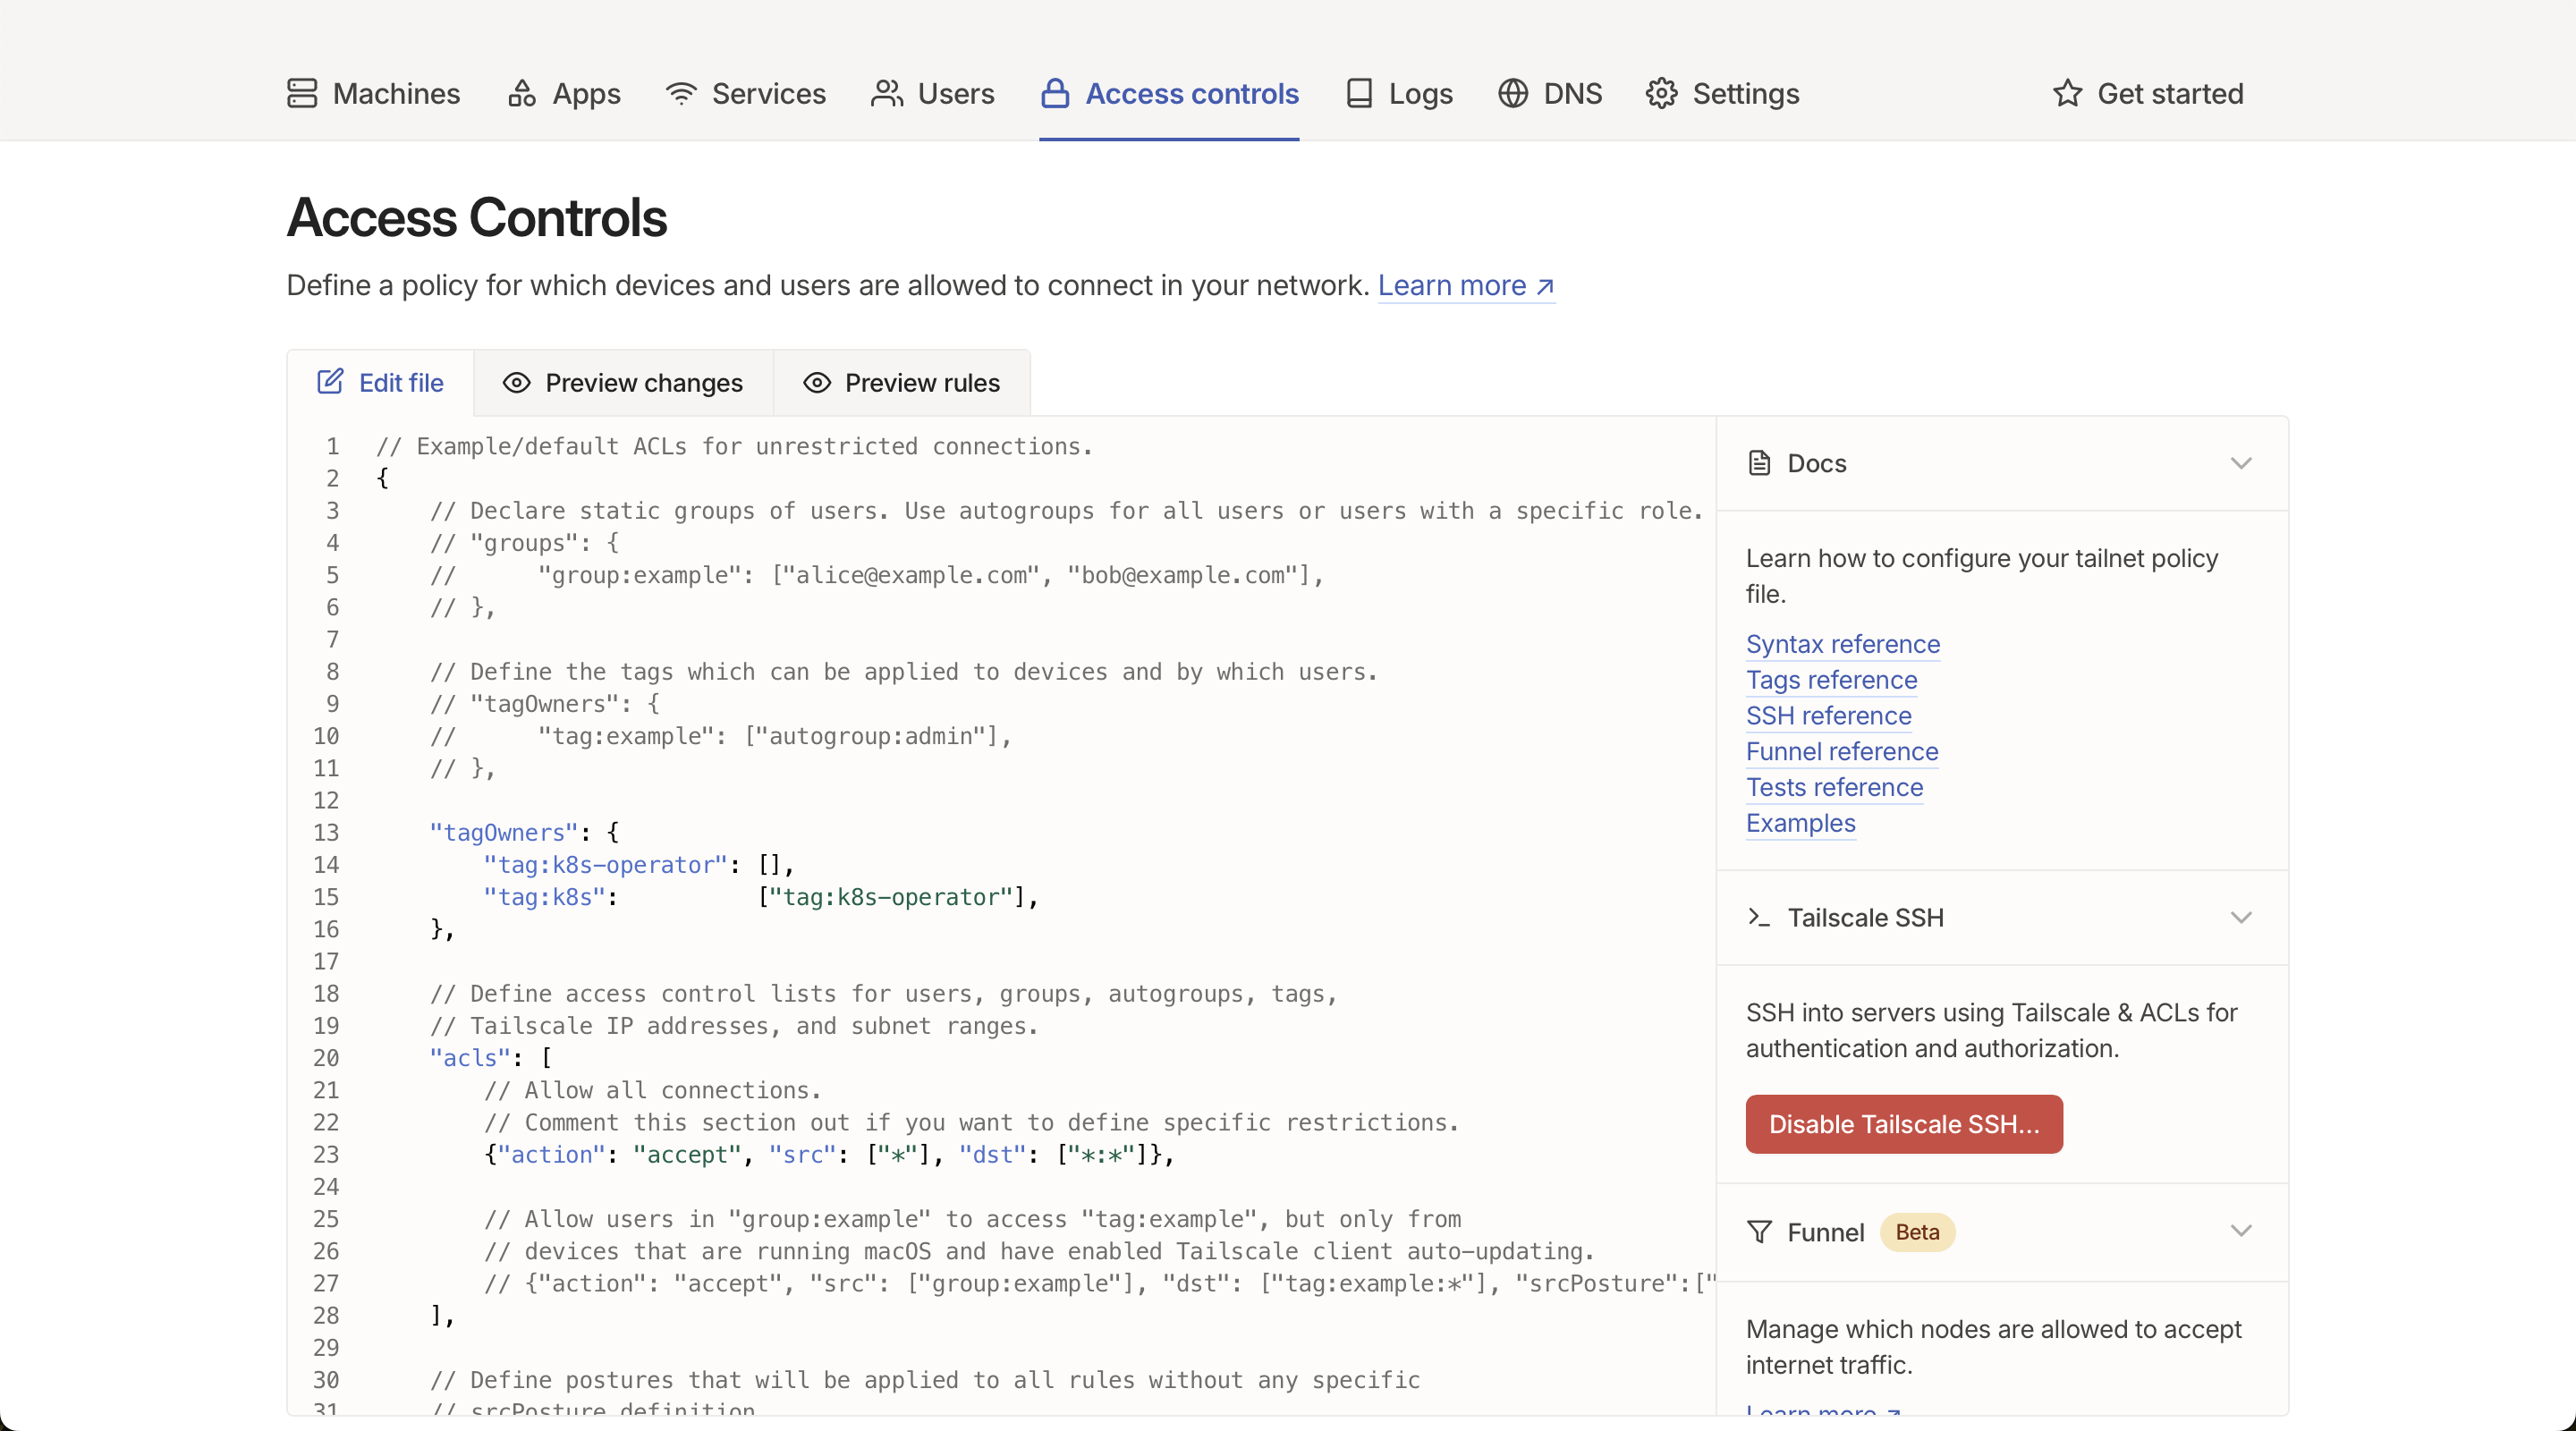 Machines Apps Services Users Access controls Logs DNS Settings Get started
Access Controls
Define a policy for which devices and users are allowed to connect in your network. Learn more ↗
Edit file Preview changes Preview rules
1 // Example/default ACLs for unrestricted connections.
2 {
3 // Declare static groups of users. Use autogroups for all users or users with a specific role.
4 // "groups": {
5 //      "group:example": ["alice@example.com", "bob@example.com"],
6 // },
7
8 // Define the tags which can be applied to devices and by which users.
9 // "tagOwners": {
10 //      "tag:example": ["autogroup:admin"],
11 // },
12
13 "tagOwners": {
14 "tag:k8s-operator": [],
15 "tag:k8s":          ["tag:k8s-operator"],
16 },
17
18 // Define access control lists for users, groups, autogroups, tags,
19 // Tailscale IP addresses, and subnet ranges.
20 "acls": [
21 // Allow all connections.
22 // Comment this section out if you want to define specific restrictions.
23 {"action": "accept", "src": ["*"], "dst": ["*:*"]},
24
25 // Allow users in "group:example" to access "tag:example", but only from
26 // devices that are running macOS and have enabled Tailscale client auto-updating.
27 // {"action": "accept", "src": ["group:example"], "dst": ["tag:example:*"], "srcPosture":["
28 ],
29
30 // Define postures that will be applied to all rules without any specific
31 // srcPosture definition
Docs
Learn how to configure your tailnet policy
file.
Syntax reference
Tags reference
SSH reference
Funnel reference
Tests reference
Examples
Tailscale SSH
SSH into servers using Tailscale & ACLs for
authentication and authorization.
Disable Tailscale SSH...
Funnel Beta
Manage which nodes are allowed to accept
internet traffic.
Learn more ↗